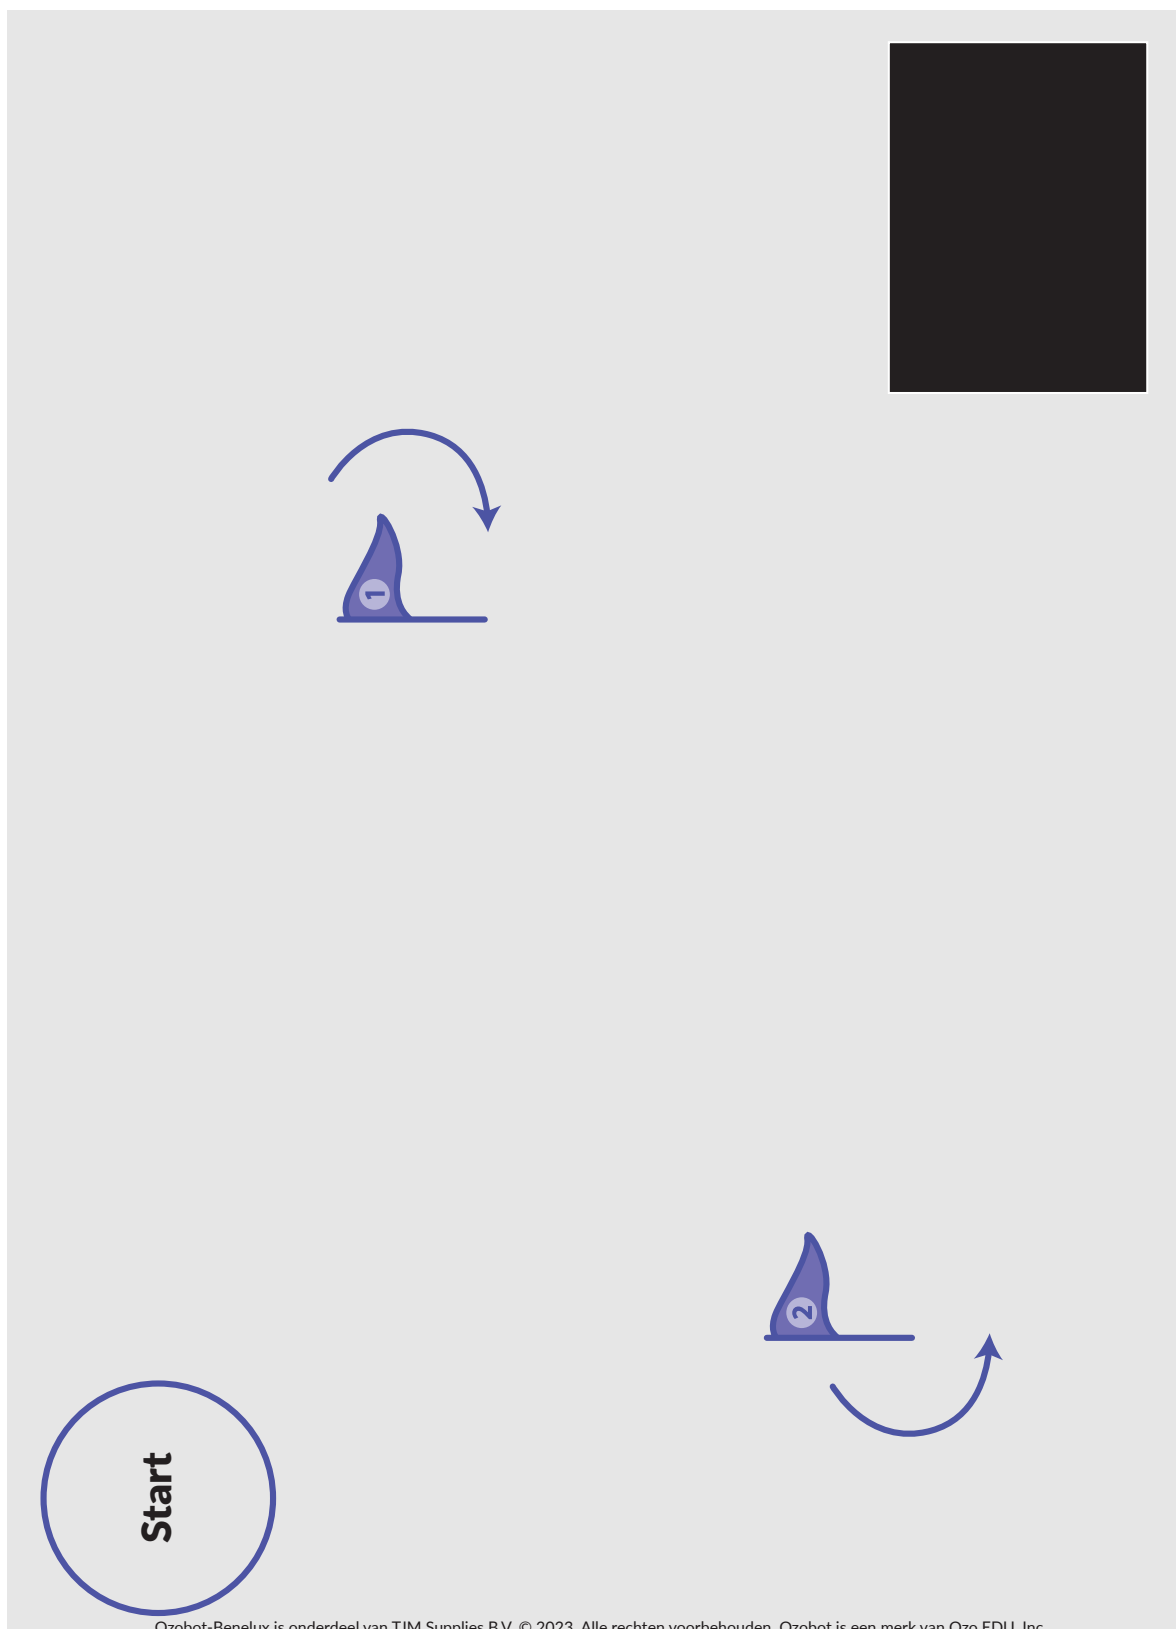 1
2
Start
Ozobot-Benelux is onderdeel van TJM Supplies B.V. © 2023. Alle rechten voorbehouden. Ozobot is een merk van Ozo EDU, Inc.